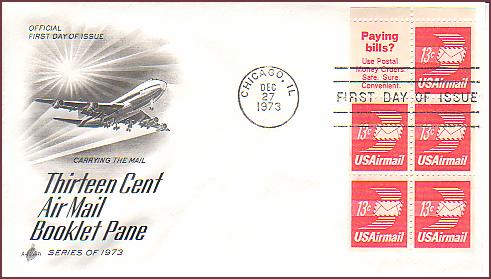 OFFICIAL
FIRST DAY OF ISSUE
CARRYING THE MAIL
Thirteen Cent
Air Mail
Booklet Pane
SERIES OF 1973
CHICAGO, IL
DEC
27
1973
FIRST DAY OF ISSUE
Paying
bills?
Use Postal
Money Orders.
Safe. Sure.
Convenient.
13c
USAirmail
13c
USAirmail
13c
USAirmail
13c
USAirmail
13c
USAirmail